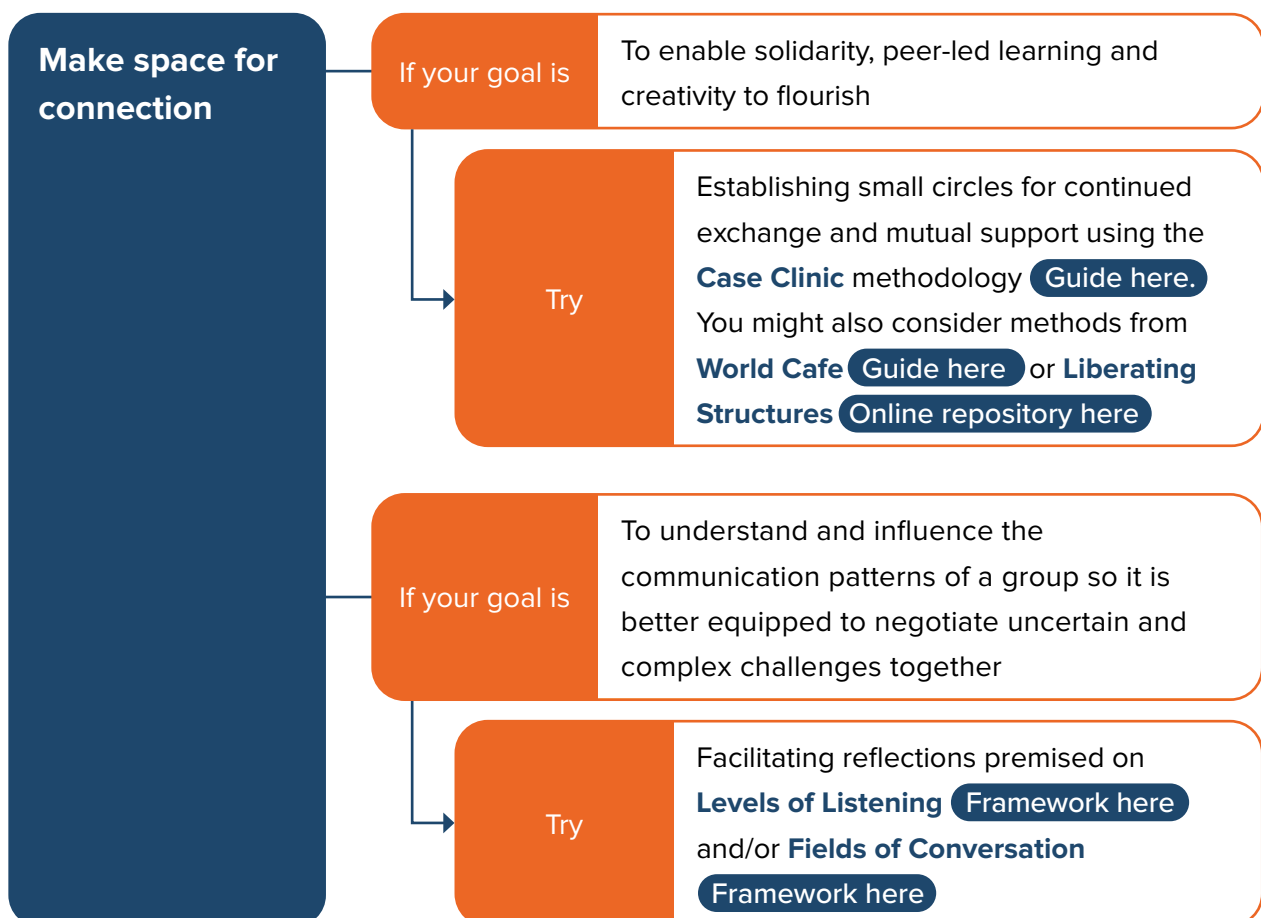 Make space for
connection
If your goal is
To enable solidarity, peer-led learning and
creativity to flourish
Try
Establishing small circles for continued
exchange and mutual support using the
Case Clinic methodology Guide here.
You might also consider methods from
World Cafe Guide here or Liberating
Structures Online repository here
If your goal is
To understand and influence the
communication patterns of a group so it is
better equipped to negotiate uncertain and
complex challenges together
Try
Facilitating reflections premised on
Levels of Listening Framework here
and/or Fields of Conversation
Framework here